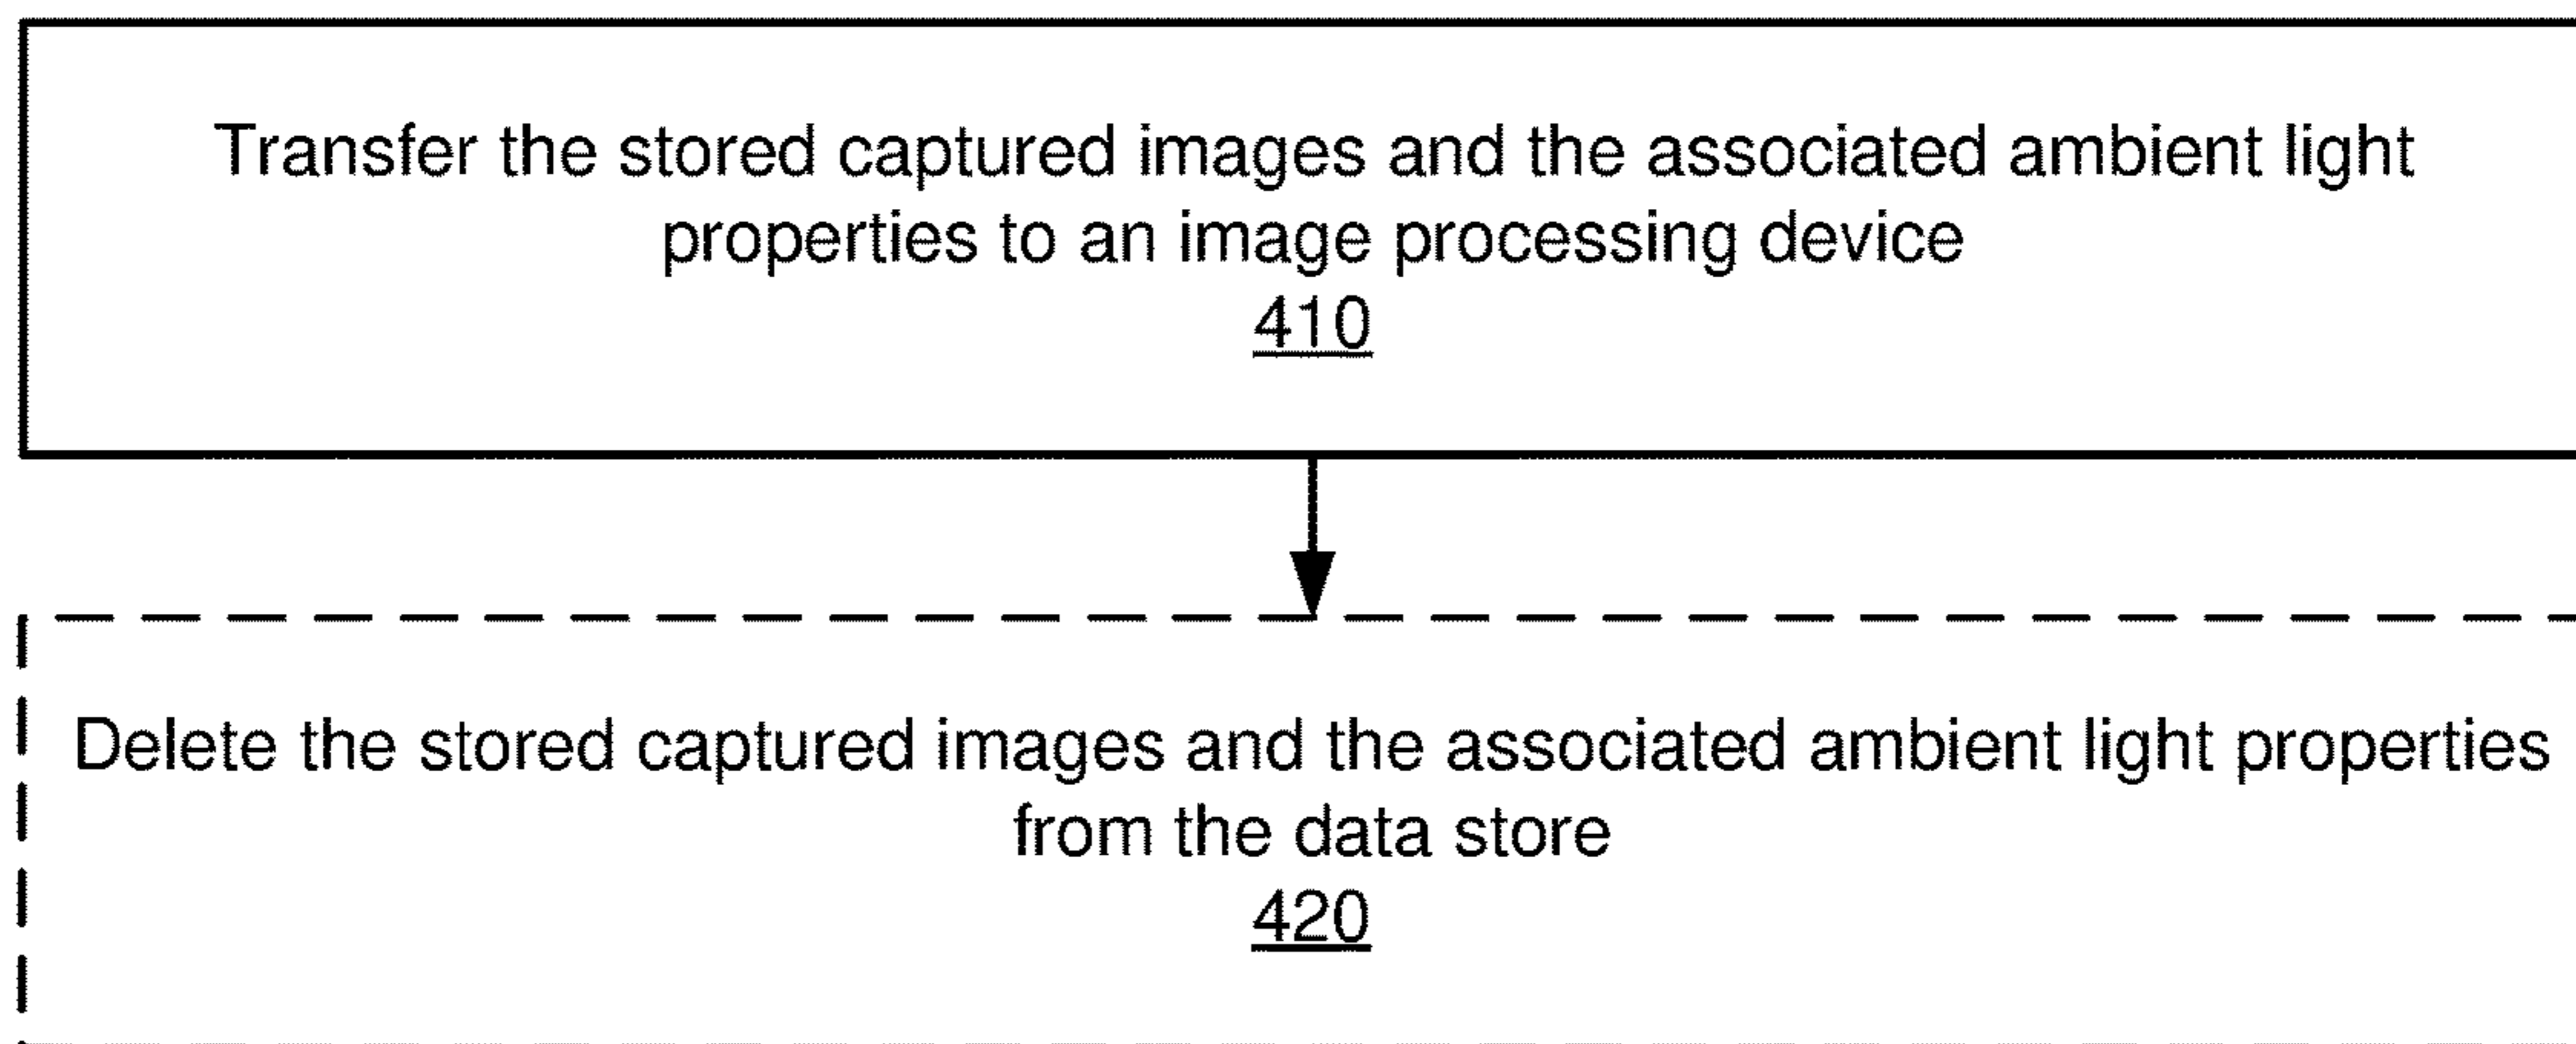 Transfer the stored captured images and the associated ambient light
properties to an image processing device
410
Delete the stored captured images and the associated ambient light properties
from the data store
420